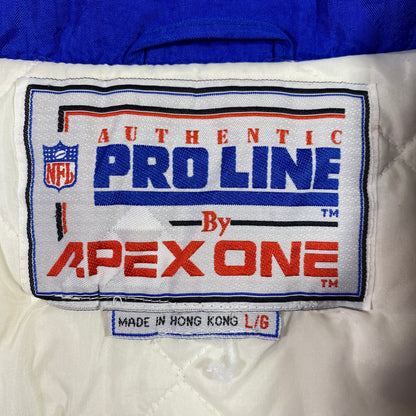 AUTHENTIC
NFL
PRO LINE
TM
By
APEX ONE
TM
MADE IN HONG KONG L/G